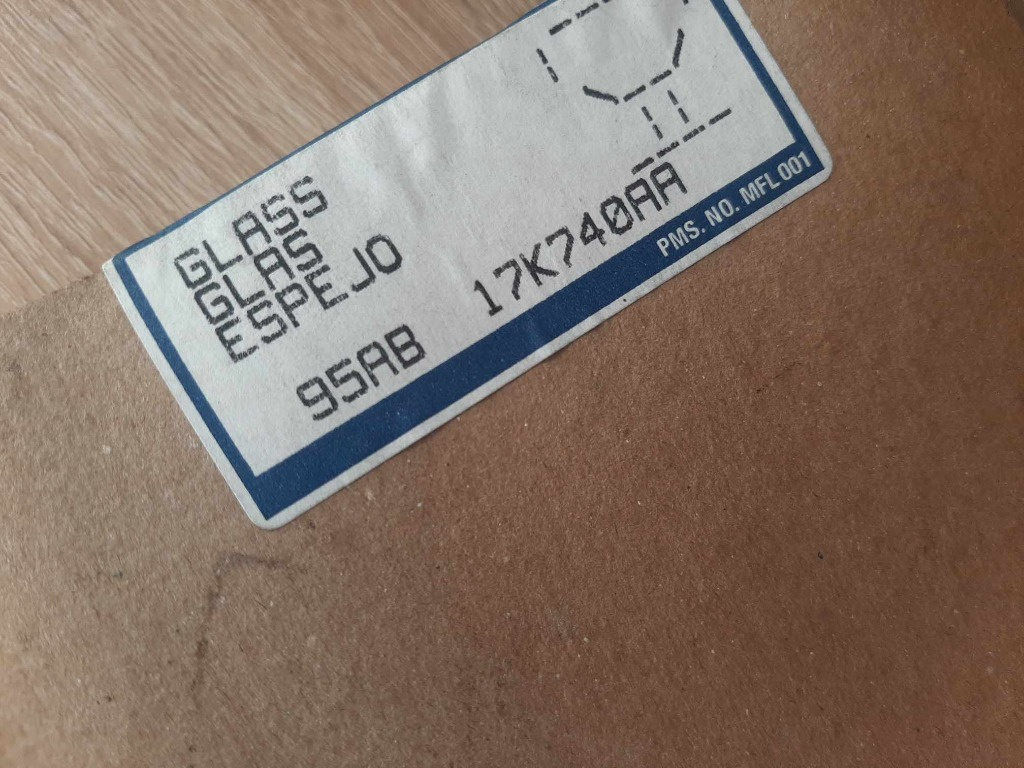 GLASS
GLAS
ESPEJO
95AB 17K740AA
PMS. NO. MFL 001